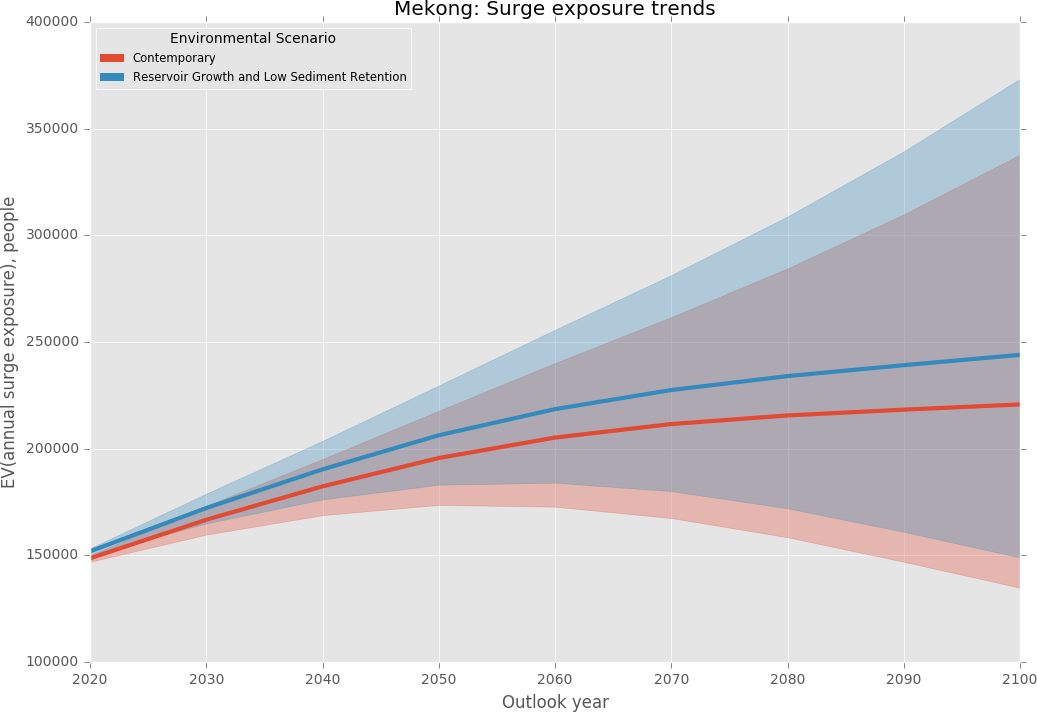 Mekong: Surge exposure trends
400000
350000
300000
250000
200000
150000
100000
EV(annual surge exposure), people
Environmental Scenario
Contemporary
Reservoir Growth and Low Sediment Retention
2020 2030 2040 2050 2060 2070 2080 2090 2100
Outlook year